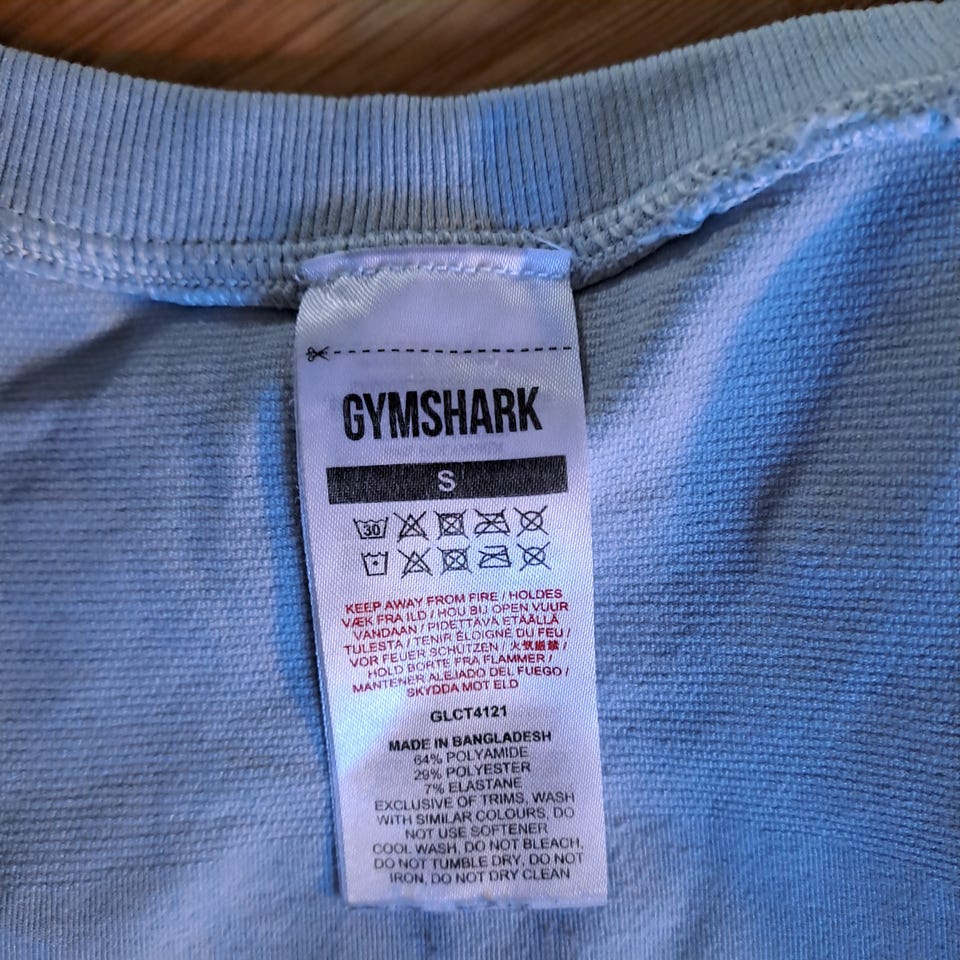 GYMSHARK
S
30
KEEP AWAY FROM FIRE / HOLDES
VÆK FRA ILD / HOU BIJ OPEN VUUR
VANDAAN / PIDETTÄVÄ ETÄÄLLÄ
TULESTA / TENIR ÉLOIGNÉ DU FEU /
VOR FEUER SCHÜTZEN / 火気厳禁 /
HOLD BORTE FRA FLAMMER /
MANTENER ALEJADO DEL FUEGO /
SKYDDA MOT ELD
GLCT4121
MADE IN BANGLADESH
64% POLYAMIDE
29% POLYESTER
7% ELASTANE
EXCLUSIVE OF TRIMS, WASH
WITH SIMILAR COLOURS, DO
NOT USE SOFTENER
COOL WASH, DO NOT BLEACH,
DO NOT TUMBLE DRY, DO NOT
IRON, DO NOT DRY CLEAN